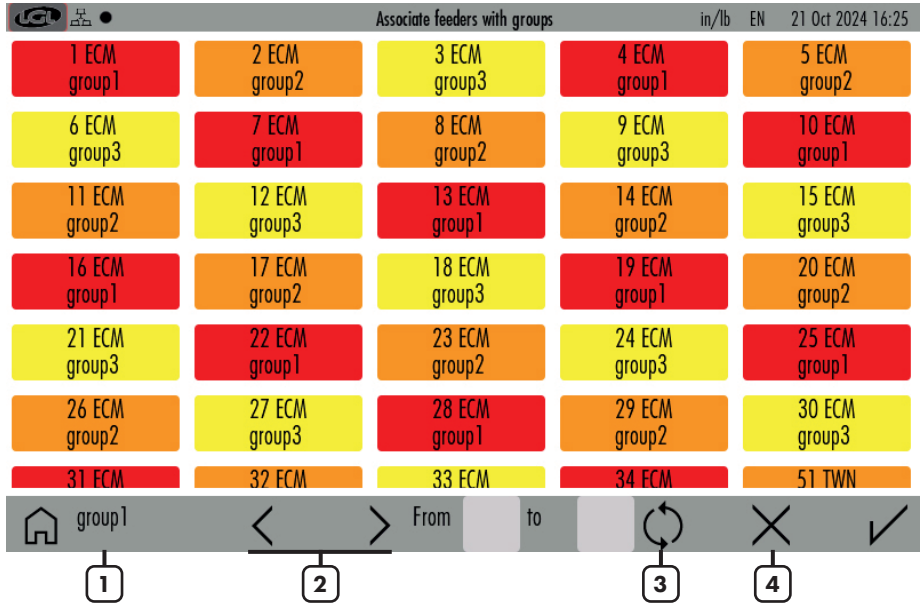 LGL Associate feeders with groups in/lb EN 21 Oct 2024 16:25
1 ECM 2 ECM 3 ECM 4 ECM 5 ECM
group1 group2 group3 group1 group2
6 ECM 7 ECM 8 ECM 9 ECM 10 ECM
group3 group1 group2 group3 group1
11 ECM 12 ECM 13 ECM 14 ECM 15 ECM
group2 group3 group1 group2 group3
16 ECM 17 ECM 18 ECM 19 ECM 20 ECM
group1 group2 group3 group1 group2
21 ECM 22 ECM 23 ECM 24 ECM 25 ECM
group3 group1 group2 group3 group1
26 ECM 27 ECM 28 ECM 29 ECM 30 ECM
group2 group3 group1 group2 group3
31 ECM 32 ECM 33 ECM 34 ECM 51 TWN
group1 From to
1 2 3 4